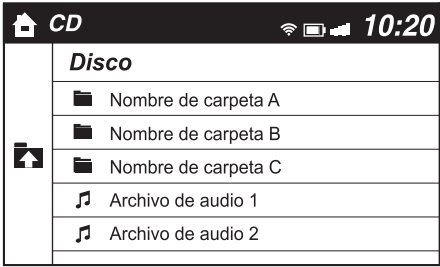 CD 10:20
Disco
Nombre de carpeta A
Nombre de carpeta B
Nombre de carpeta C
Archivo de audio 1
Archivo de audio 2